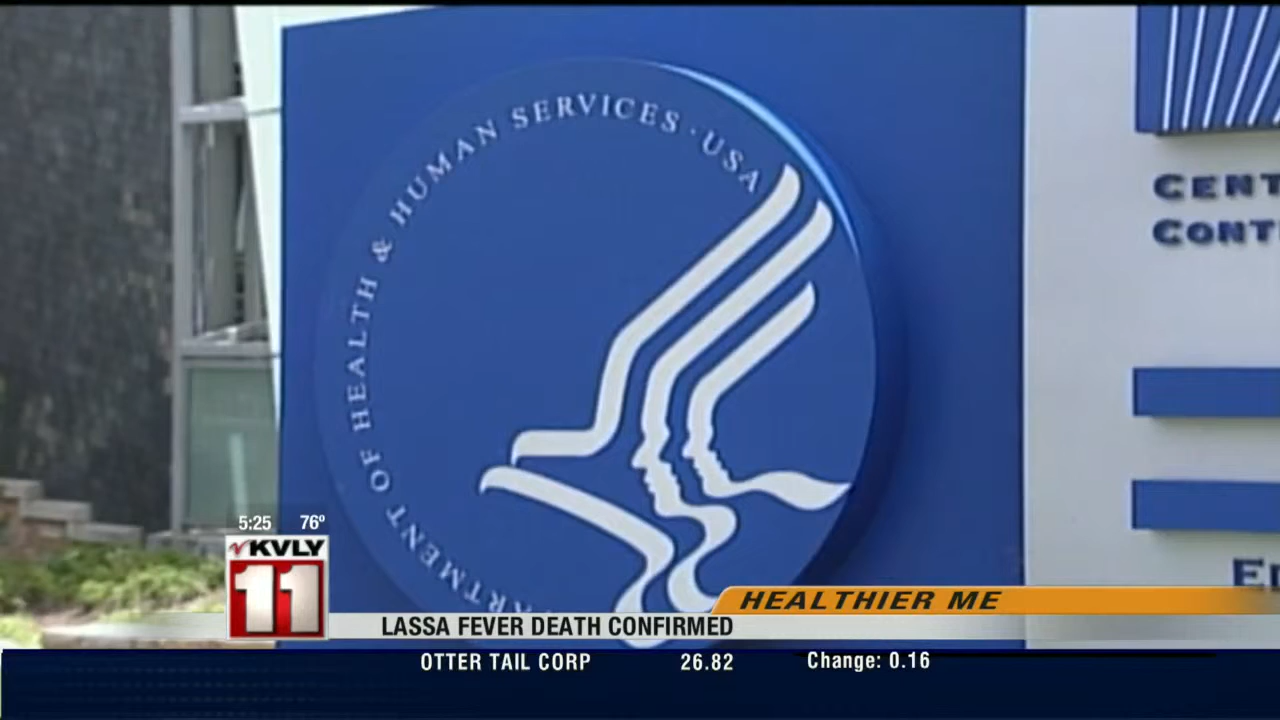 DEPARTMENT OF HEALTH & HUMAN SERVICES · USA
CENT
CONT
5:25 76°
KVLY
11
HEALTHIER ME
LASSA FEVER DEATH CONFIRMED
OTTER TAIL CORP 26.82 Change: 0.16